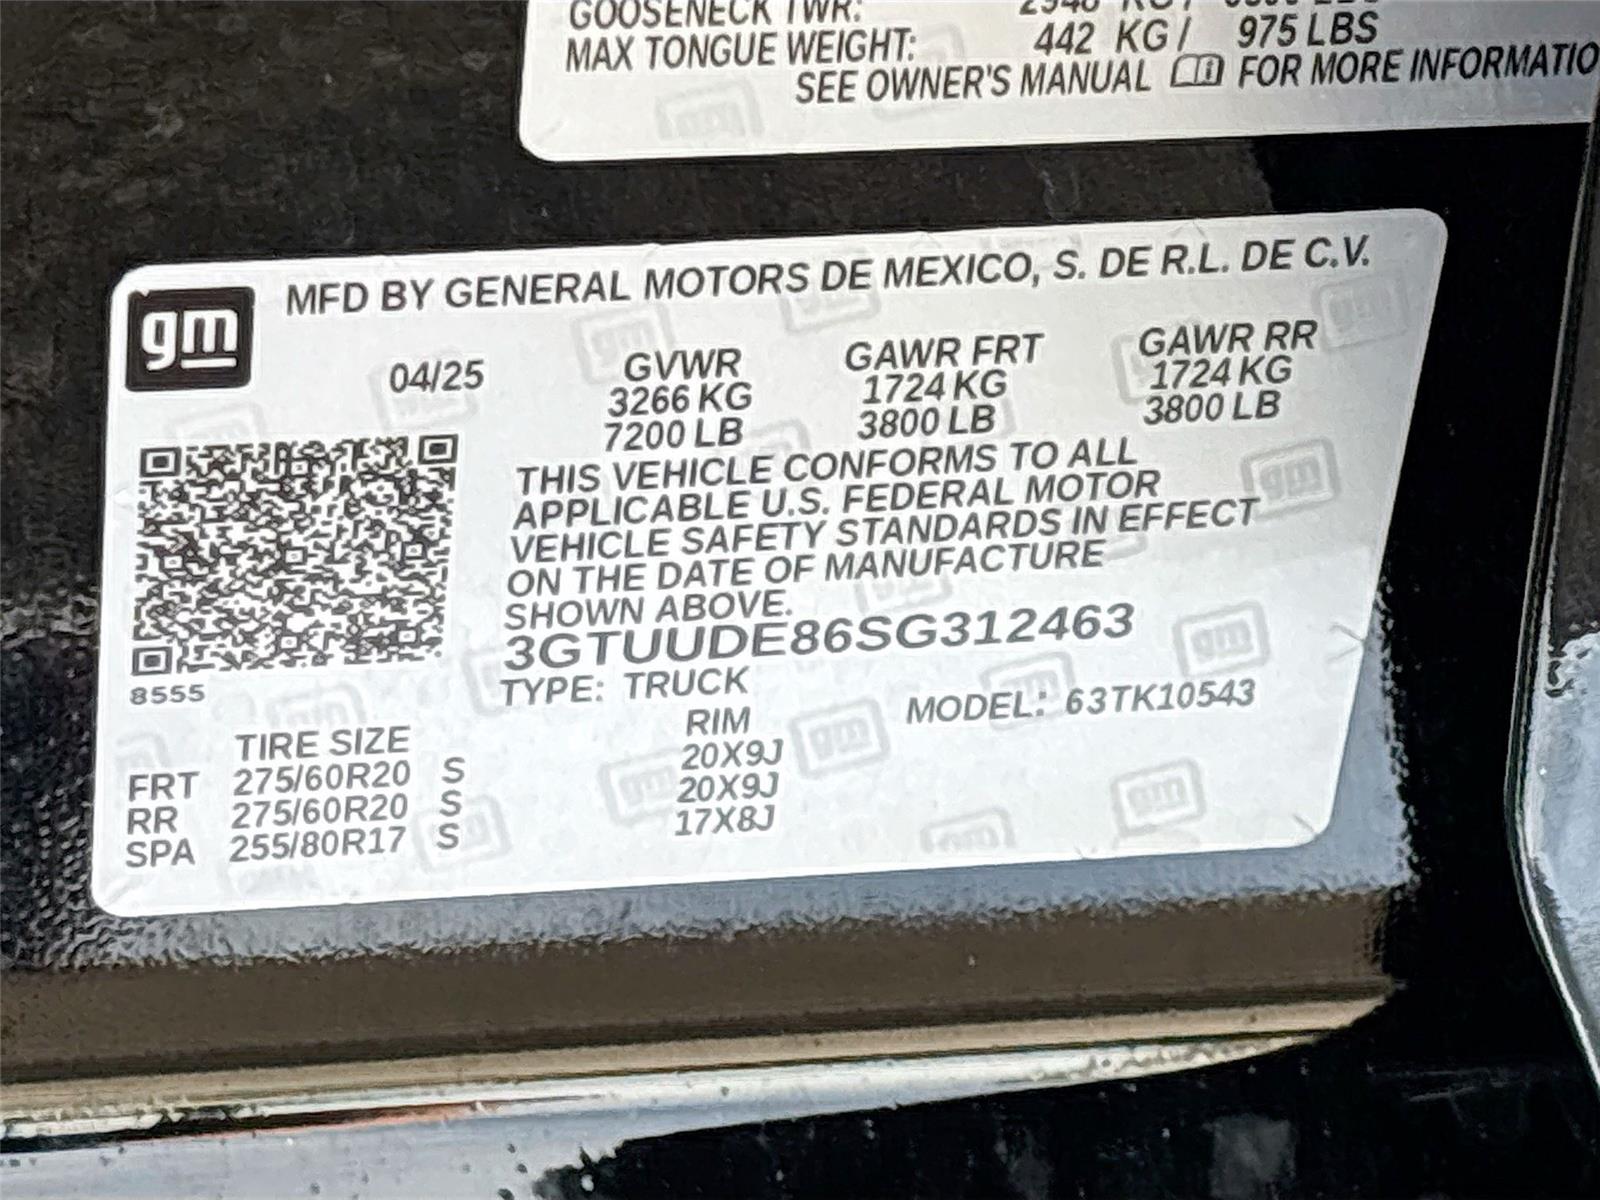 GOOSENECK TWR:
MAX TONGUE WEIGHT: 442 KG / 975 LBS
SEE OWNER'S MANUAL FOR MORE INFORMATIO
gm
MFD BY GENERAL MOTORS DE MEXICO, S. DE R.L. DE C.V.
04/25 GVWR GAWR FRT GAWR RR
3266 KG 1724 KG 1724 KG
7200 LB 3800 LB 3800 LB
THIS VEHICLE CONFORMS TO ALL
APPLICABLE U.S. FEDERAL MOTOR
VEHICLE SAFETY STANDARDS IN EFFECT
ON THE DATE OF MANUFACTURE
SHOWN ABOVE.
3GTUUDE86SG312463
8555 TYPE: TRUCK MODEL: 63TK10543
TIRE SIZE RIM
FRT 275/60R20 S 20X9J
RR 275/60R20 S 20X9J
SPA 255/80R17 S 17X8J